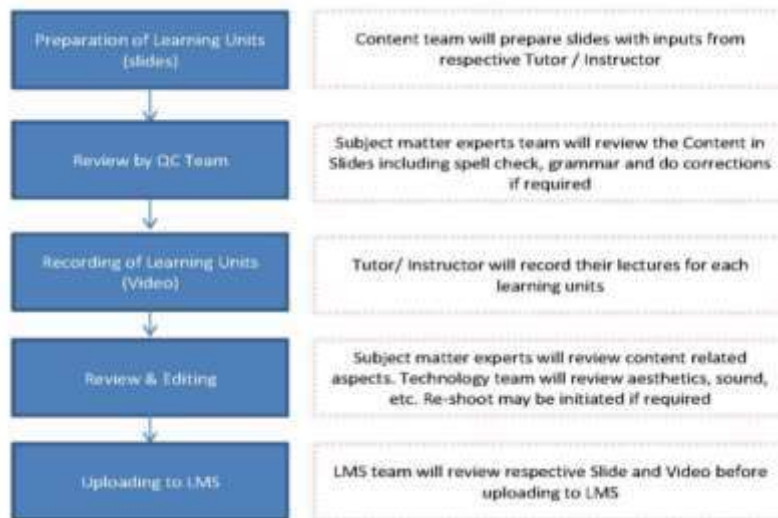 Preparation of Learning Units
(slides)
Content team will prepare slides with inputs from
respective Tutor / Instructor
Review by QC Team
Subject matter experts team will review the Content in
Slides including spell check, grammar and do corrections
if required
Recording of Learning Units
(Video)
Tutor/ Instructor will record their lectures for each
learning units
Review & Editing
Subject matter experts will review content related
aspects. Technology team will review aesthetics, sound,
etc. Re-shoot may be initiated if required
Uploading to LMS
LMS team will review respective Slide and Video before
uploading to LMS